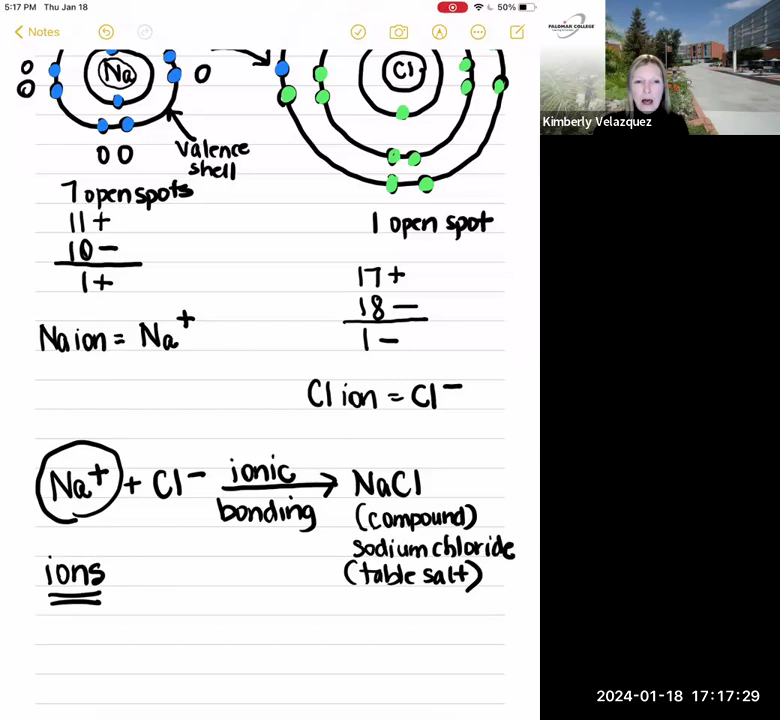 5:17 PM Thu Jan 18
50%
Notes
PALOMAR COLLEGE
Na
Cl
Kimberly Velazquez
Valence
shell
7 open spots
11+
10 −
1+
1 open spot
17+
18 −
1 −
Na ion = Na+
Cl ion = Cl−
Na+ + Cl− ionic bonding → NaCl
(compound)
sodium chloride
(table salt)
ions
2024-01-18 17:17:29